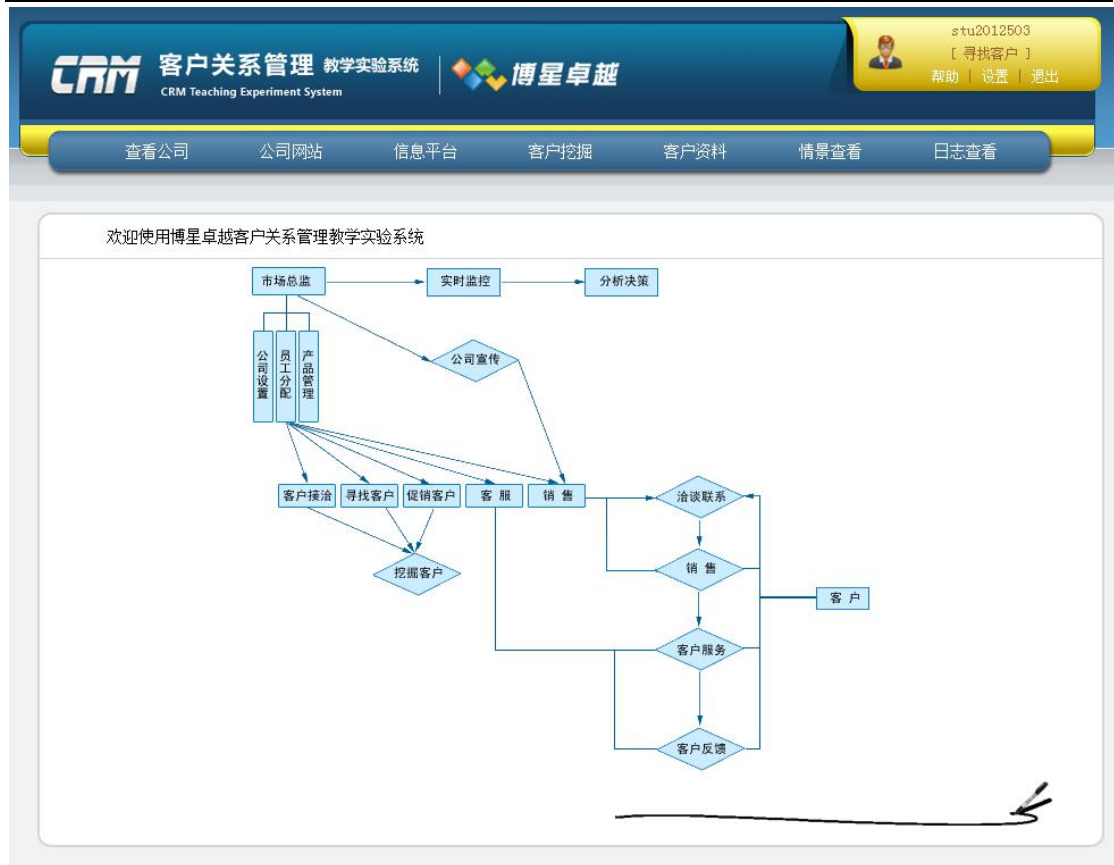 stu2012503
[ 寻找客户 ]
帮助 | 设置 | 退出
CRM 客户关系管理 教学实验系统
CRM Teaching Experiment System
博星卓越
查看公司 公司网站 信息平台 客户挖掘 客户资料 情景查看 日志查看
欢迎使用博星卓越客户关系管理教学实验系统
市场总监 实时监控 分析决策
公司设置 员工分配 产品管理
公司宣传
客户接洽 寻找客户 促销客户 客 服 销 售 洽谈联系
挖掘客户 销 售
客 户
客户服务
客户反馈